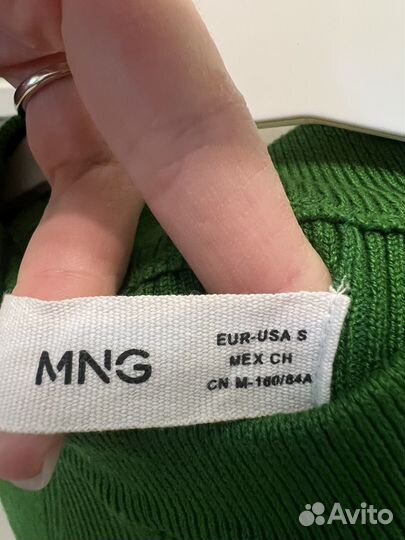 MNG
EUR-USA S
MEX CH
CN M-160/84A
Avito